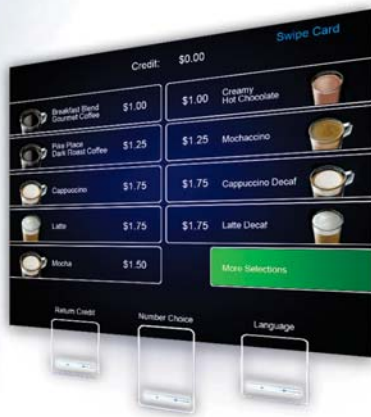 Swipe Card
Credit: $0.00
Breakfast Blend
Gourmet Coffee
$1.00
$1.00
Creamy
Hot Chocolate
Pike Place
Dark Roast Coffee
$1.25
$1.25
Mochaccino
Cappuccino
$1.75
$1.75
Cappuccino Decaf
Latte
$1.75
$1.75
Latte Decaf
Mocha
$1.50
More Selections
Return Credit
Number Choice
Language